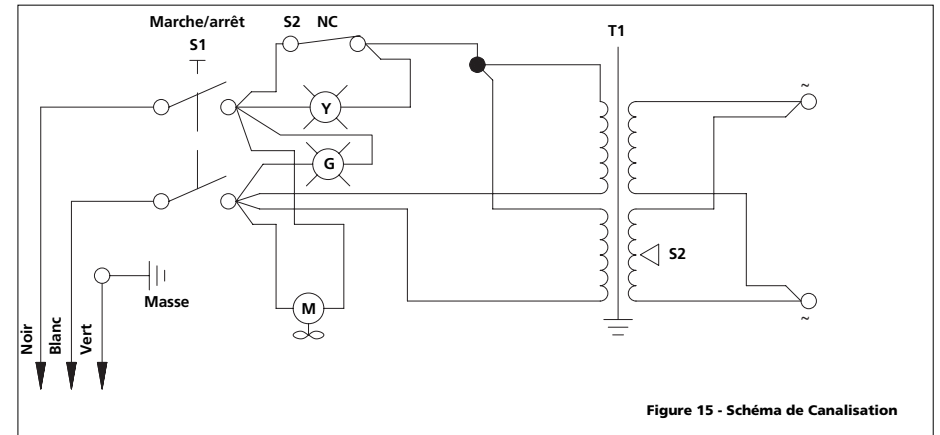 Marche/arrêt
S1
S2 NC
T1
~
Y
G
S2
Masse
M
~
Noir
Blanc
Vert
Figure 15 - Schéma de Canalisation